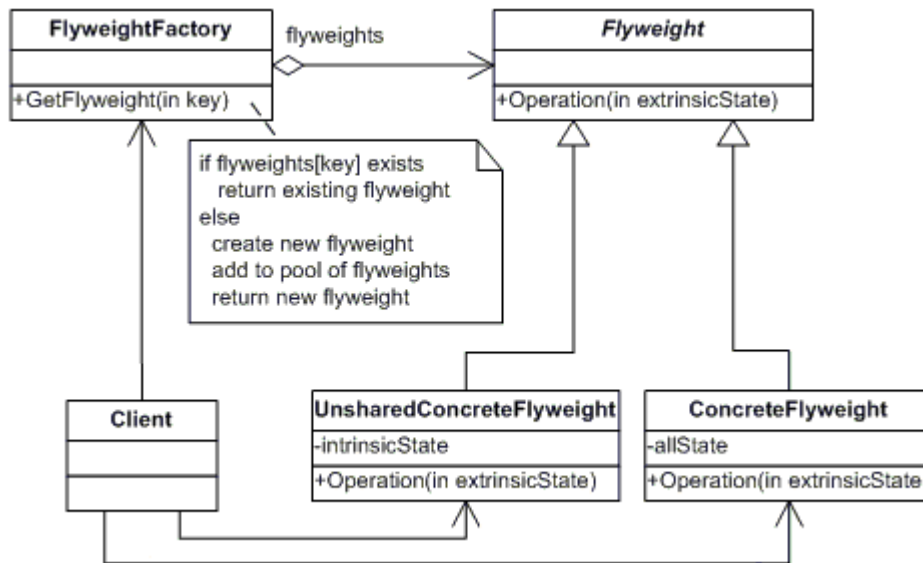 FlyweightFactory
+GetFlyweight(in key)
flyweights
Flyweight
+Operation(in extrinsicState)
if flyweights[key] exists
return existing flyweight
else
create new flyweight
add to pool of flyweights
return new flyweight
Client
UnsharedConcreteFlyweight
-intrinsicState
+Operation(in extrinsicState)
ConcreteFlyweight
-allState
+Operation(in extrinsicState